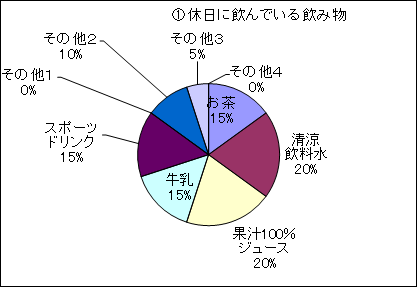 ①休日に飲んでいる飲み物
その他2
10%
その他3
5%
その他4
0%
その他1
0%
お茶
15%
スポーツ
ドリンク
15%
清涼
飲料水
20%
牛乳
15%
果汁100%
ジュース
20%